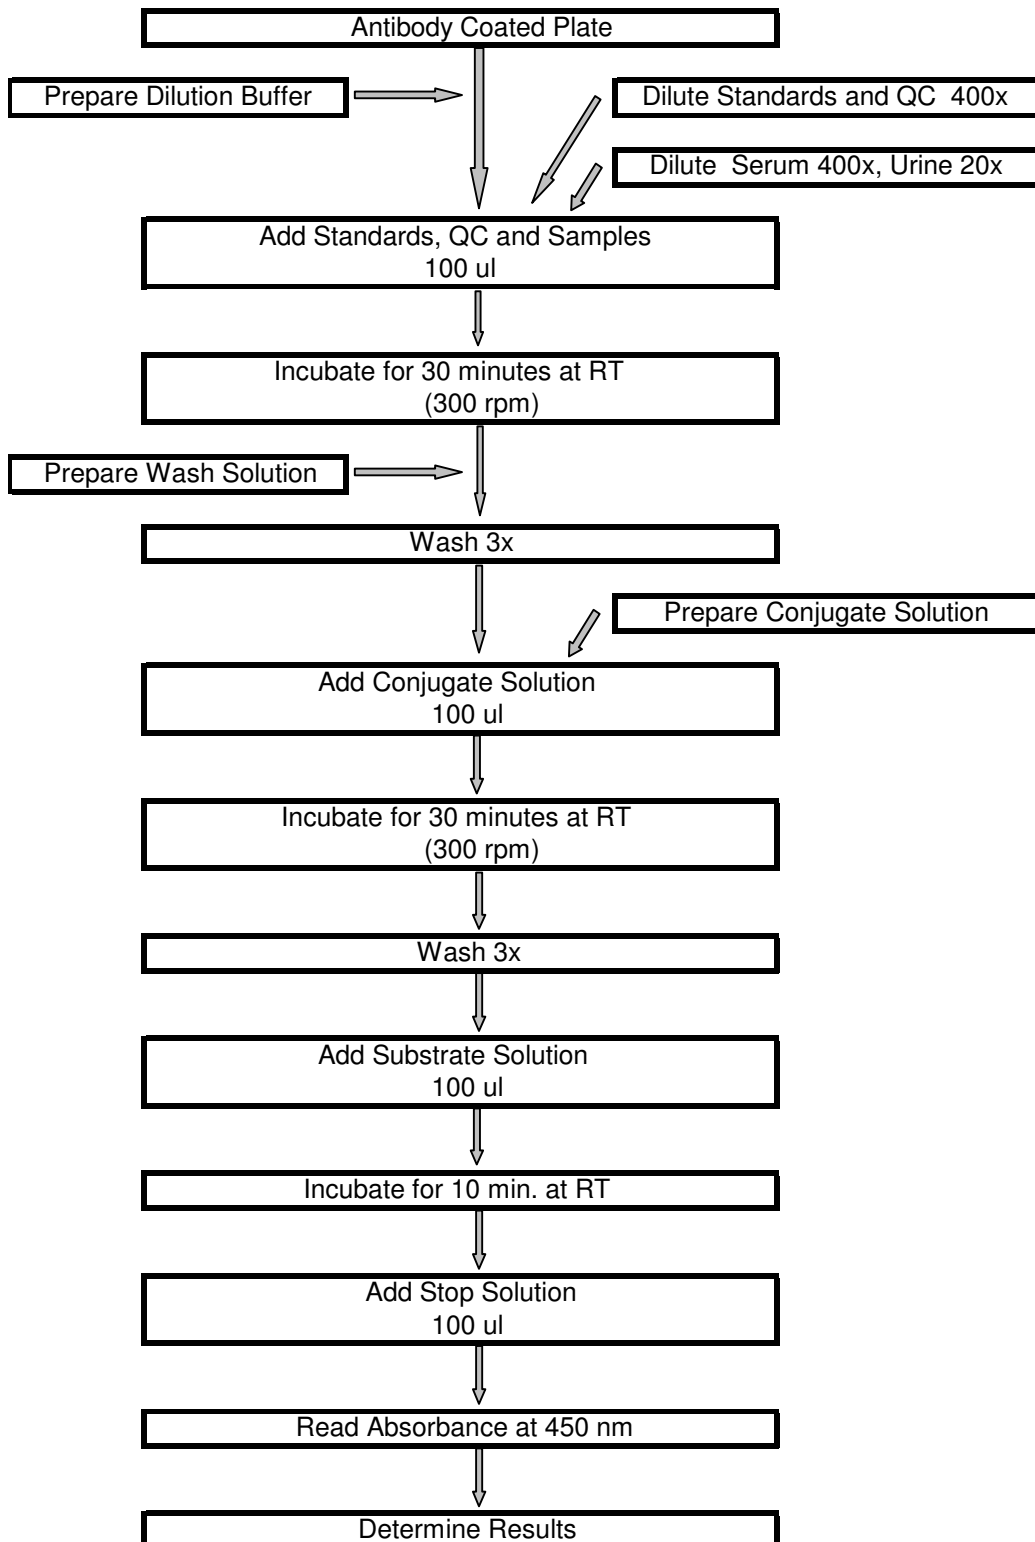 Antibody Coated Plate
Prepare Dilution Buffer
Dilute Standards and QC 400x
Dilute Serum 400x, Urine 20x
Add Standards, QC and Samples
100 ul
Incubate for 30 minutes at RT
(300 rpm)
Prepare Wash Solution
Wash 3x
Prepare Conjugate Solution
Add Conjugate Solution
100 ul
Incubate for 30 minutes at RT
(300 rpm)
Wash 3x
Add Substrate Solution
100 ul
Incubate for 10 min. at RT
Add Stop Solution
100 ul
Read Absorbance at 450 nm
Determine Results